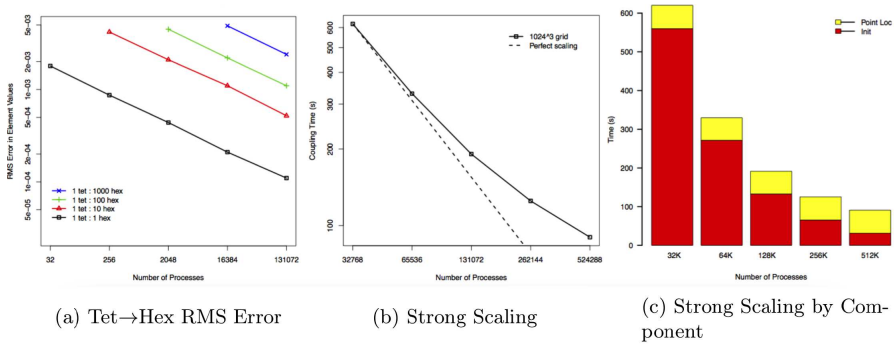 5e-03
2e-03
1e-03
5e-04
2e-04
1e-04
5e-05
RMS Error in Element Values
1 tet : 1000 hex
1 tet : 100 hex
1 tet : 10 hex
1 tet : 1 hex
32 256 2048 16384 131072
Number of Processes
(a) Tet→Hex RMS Error
600
500
400
300
200
100
Coupling Time (s)
1024^3 grid
Perfect scaling
32768 65536 131072 262144 524288
Number of Processes
(b) Strong Scaling
600
500
400
300
200
100
0
Time (s)
Point Loc
Init
32K 64K 128K 256K 512K
Number of Processes
(c) Strong Scaling by Com-
ponent